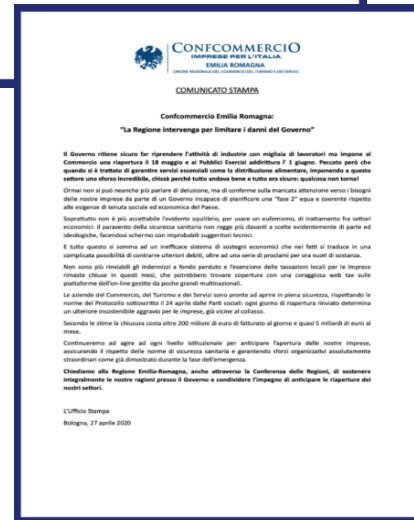 CONFCOMMERCIO
IMPRESE PER L'ITALIA
EMILIA ROMAGNA
UNIONE REGIONALE DEL COMMERCIO DEL TURISMO E DEI SERVIZI
COMUNICATO STAMPA
Confcommercio Emilia Romagna:
"La Regione intervenga per limitare i danni del Governo"
Il Governo ritiene sicuro far riprendere l'attività di industrie con migliaia di lavoratori ma impone al
Commercio una riapertura il 18 maggio e ai Pubblici Esercizi addirittura l' 1 giugno. Peccato però che
quando si è trattato di garantire servizi essenziali come la distribuzione alimentare, imponendo a questo
settore uno sforzo incredibile, chissà perché tutto andava bene e tutto era sicuro: qualcosa non torna!
Ormai non si può neanche più parlare di delusione, ma di conferme sulla marcata attenzione verso i bisogni
delle nostre imprese da parte di un Governo incapace di pianificare una "fase 2" equa e coerente rispetto
alle esigenze di tenuta sociale ed economica del Paese.
Soprattutto non è più accettabile l'evidente squilibrio, per usare un eufemismo, di trattamento fra settori
economici: il paravento della sicurezza sanitaria non regge più davanti a scelte evidentemente di parte ed
ideologiche, facendosi schermo con improbabili suggeritori tecnici.
E tutto questo si somma ad un inefficace sistema di sostegni economici che nei fatti si traduce in una
complicata possibilità di contrarre ulteriori debiti, oltre ad una serie di proclami per ora vuoti di sostanza.
Non sono più rinviabili gli indennizzi a fondo perduto e l'esenzione delle tassazioni locali per le imprese
rimaste chiuse in questi mesi, che potrebbero trovare copertura con una coraggiosa web tax sulle
piattaforme dell'on-line gestite da poche grandi multinazionali.
Le aziende del Commercio, del Turismo e dei Servizi sono pronte ad aprire in piena sicurezza, rispettando le
norme del Protocollo sottoscritto il 24 aprile dalle Parti sociali: ogni giorno di riapertura rinviato determina
un ulteriore insostenibile aggravio per le imprese, già vicine al collasso.
Secondo le stime la chiusura costa oltre 200 milioni di euro di fatturato al giorno e quasi 5 miliardi di euro al
mese.
Continueremo ad agire ad ogni livello istituzionale per anticipare l'apertura delle nostre imprese,
assicurando il rispetto delle norme di sicurezza sanitaria e garantendo sforzi organizzativi assolutamente
straordinari come già dimostrato durante la fase dell'emergenza.
Chiediamo alla Regione Emilia-Romagna, anche attraverso la Conferenza delle Regioni, di sostenere
integralmente le nostre ragioni presso il Governo e condividere l'impegno di anticipare le riaperture dei
nostri settori.
L'Ufficio Stampa
Bologna, 27 aprile 2020